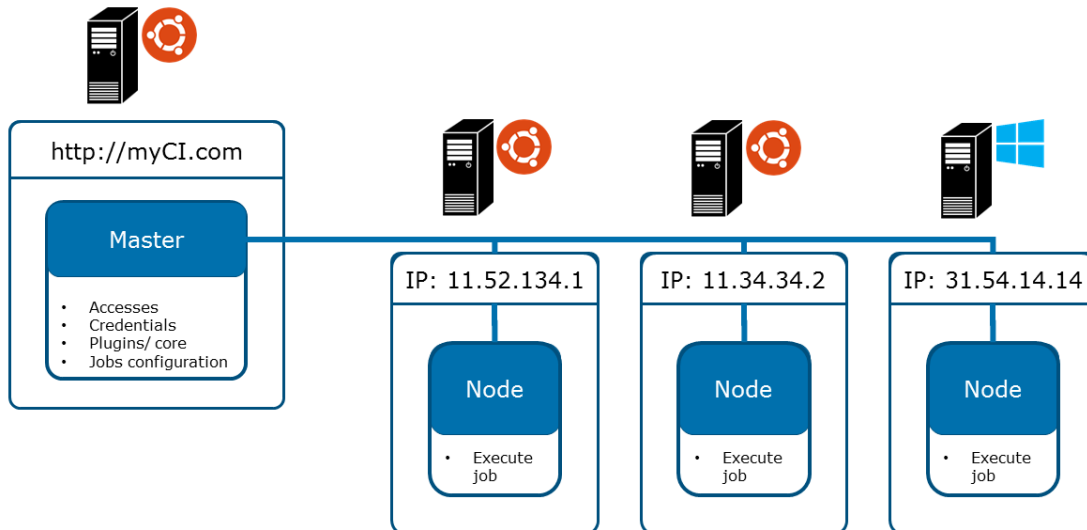 http://myCI.com
Master
• Accesses
• Credentials
• Plugins/ core
• Jobs configuration
IP: 11.52.134.1
Node
• Execute
job
IP: 11.34.34.2
Node
• Execute
job
IP: 31.54.14.14
Node
• Execute
job